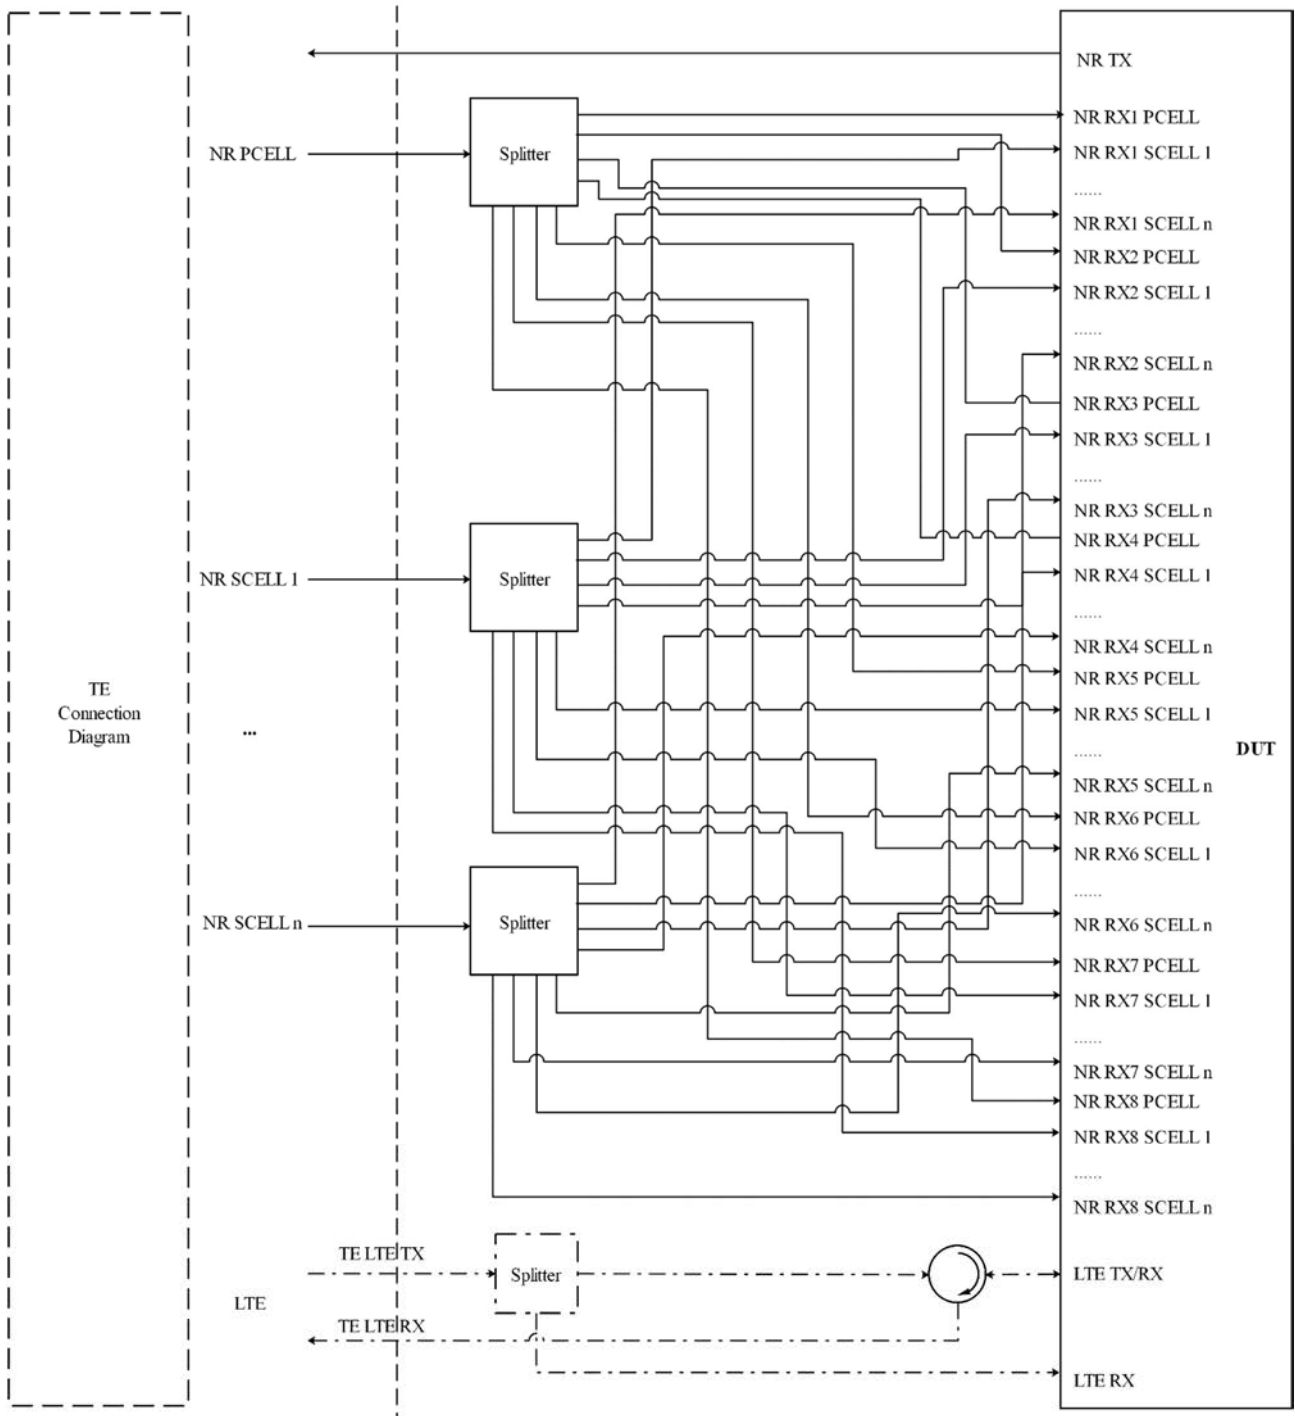 TE
Connection
Diagram
NR PCELL
NR SCELL 1
...
NR SCELL n
LTE
TE LTE TX
TE LTE RX
Splitter
Splitter
Splitter
Splitter
NR TX
NR RX1 PCELL
NR RX1 SCELL 1
......
NR RX1 SCELL n
NR RX2 PCELL
NR RX2 SCELL 1
......
NR RX2 SCELL n
NR RX3 PCELL
NR RX3 SCELL 1
......
NR RX3 SCELL n
NR RX4 PCELL
NR RX4 SCELL 1
......
NR RX4 SCELL n
NR RX5 PCELL
NR RX5 SCELL 1
......
NR RX5 SCELL n
NR RX6 PCELL
NR RX6 SCELL 1
......
NR RX6 SCELL n
NR RX7 PCELL
NR RX7 SCELL 1
......
NR RX7 SCELL n
NR RX8 PCELL
NR RX8 SCELL 1
......
NR RX8 SCELL n
LTE TX/RX
LTE RX
DUT